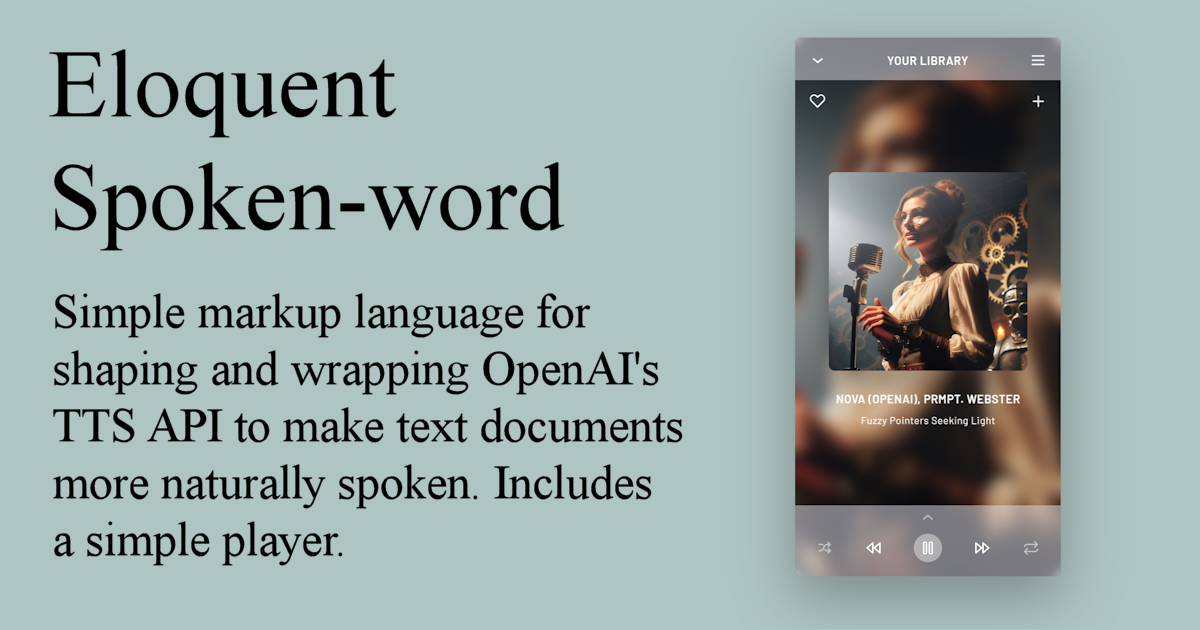 Eloquent
Spoken-word
Simple markup language for
shaping and wrapping OpenAI's
TTS API to make text documents
more naturally spoken. Includes
a simple player.
YOUR LIBRARY
NOVA (OPENAI), PRMPT. WEBSTER
Fuzzy Pointers Seeking Light